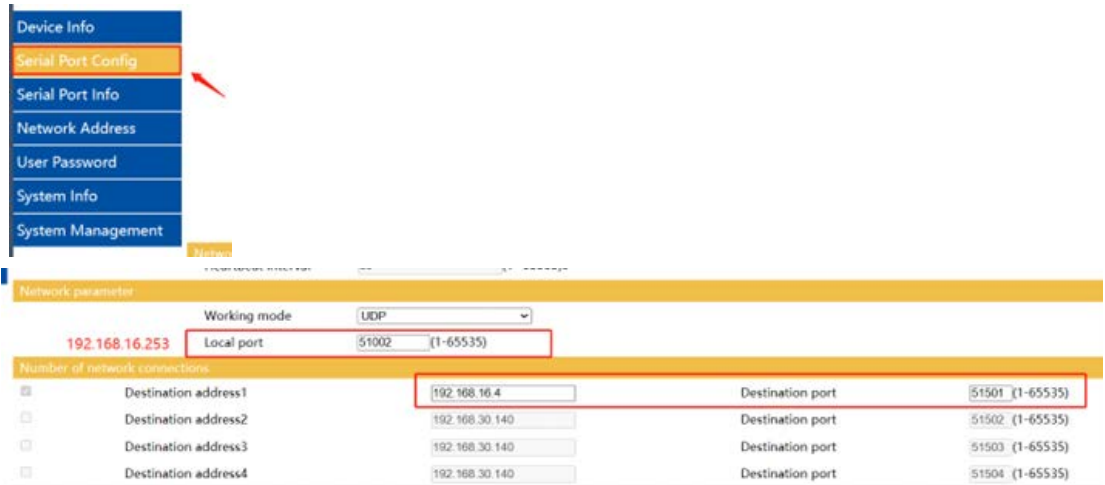 Device Info
Serial Port Config
Serial Port Info
Network Address
User Password
System Info
System Management
Network parameter
Working mode UDP
192.168.16.253 Local port 51002 (1-65535)
Number of network connections
Destination address1 192.168.16.4 Destination port 51501 (1-65535)
Destination address2 192.168.30.140 Destination port 51502 (1-65535)
Destination address3 192.168.30.140 Destination port 51503 (1-65535)
Destination address4 192.168.30.140 Destination port 51504 (1-65535)